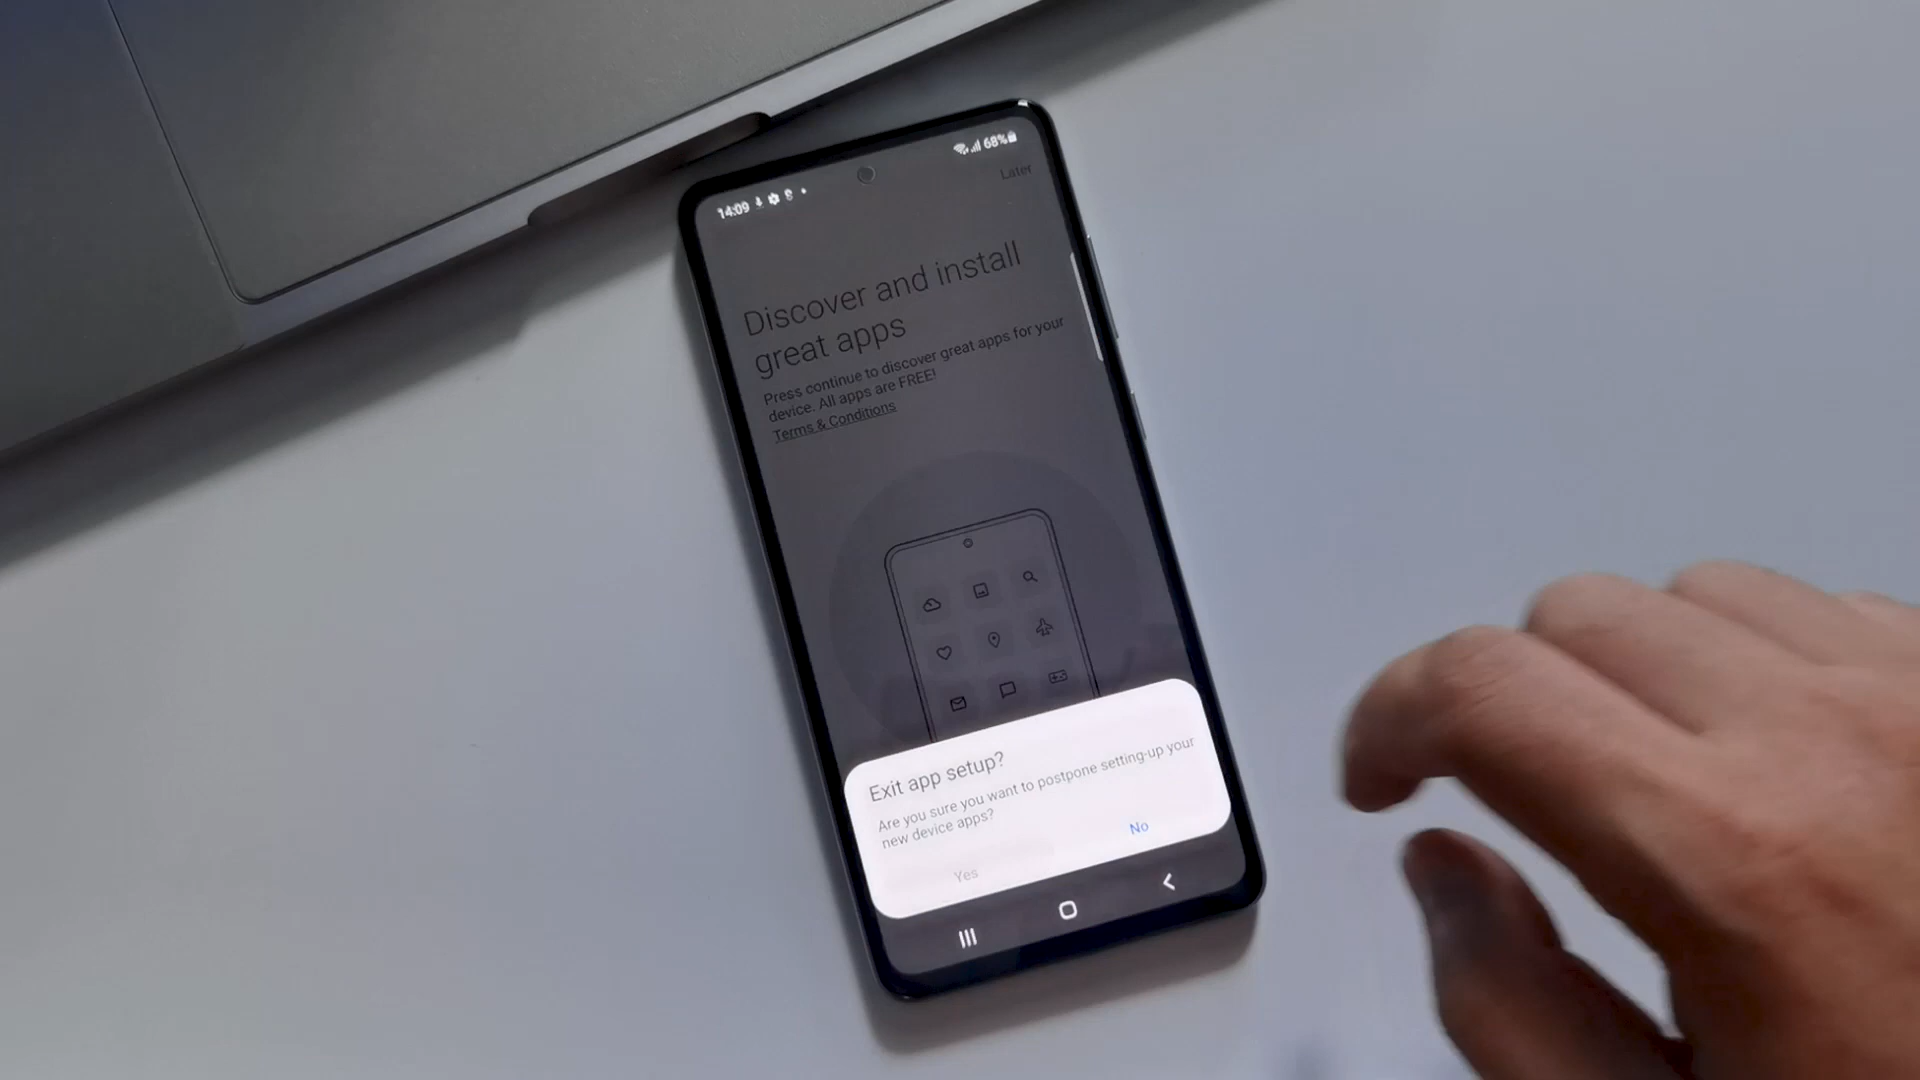 14:09
68%
Later
Discover and install
great apps
Press continue to discover great apps for your
device. All apps are FREE!
Terms & Conditions
Exit app setup?
Are you sure you want to postpone setting-up your
new device apps?
Yes
No